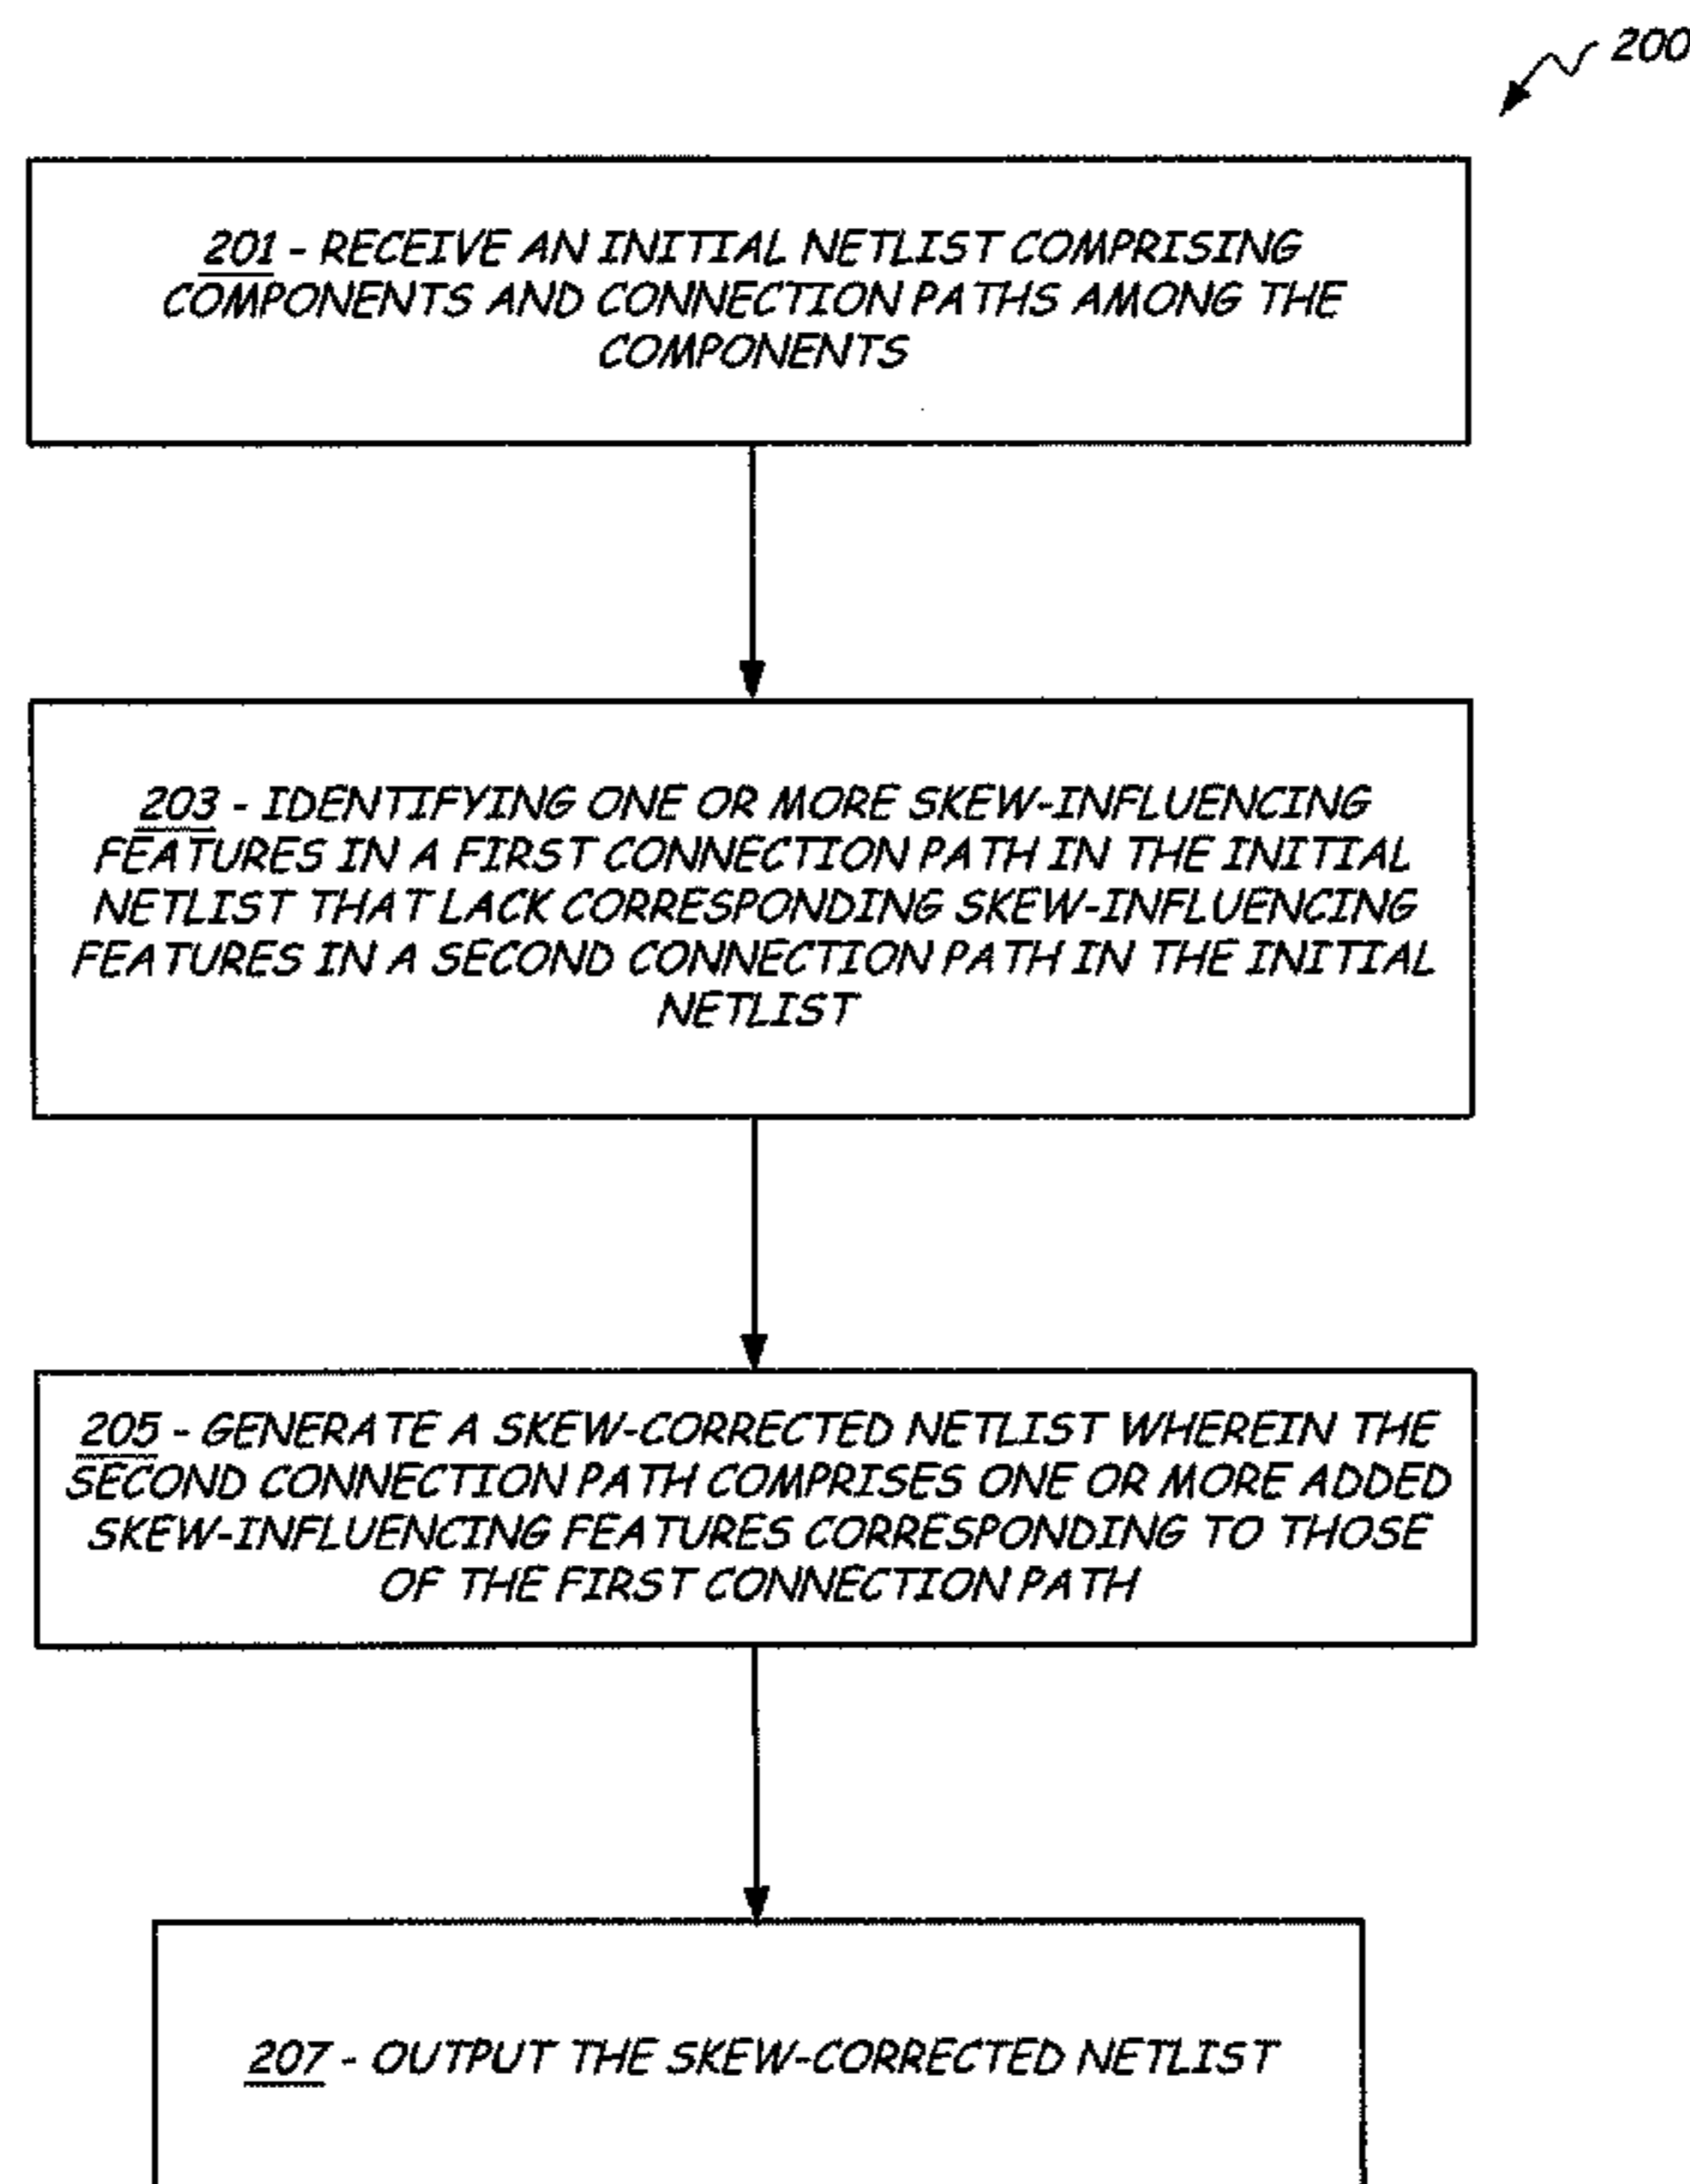 200
201 - RECEIVE AN INITIAL NETLIST COMPRISING
COMPONENTS AND CONNECTION PATHS AMONG THE
COMPONENTS
203 - IDENTIFYING ONE OR MORE SKEW-INFLUENCING
FEATURES IN A FIRST CONNECTION PATH IN THE INITIAL
NETLIST THAT LACK CORRESPONDING SKEW-INFLUENCING
FEATURES IN A SECOND CONNECTION PATH IN THE INITIAL
NETLIST
205 - GENERATE A SKEW-CORRECTED NETLIST WHEREIN THE
SECOND CONNECTION PATH COMPRISES ONE OR MORE ADDED
SKEW-INFLUENCING FEATURES CORRESPONDING TO THOSE
OF THE FIRST CONNECTION PATH
207 - OUTPUT THE SKEW-CORRECTED NETLIST